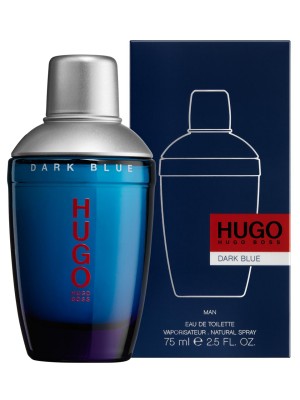 DARK BLUE
HUGO
HUGO
BOSS
HUGO
HUGO BOSS
DARK BLUE
MAN
EAU DE TOILETTE
VAPORISATEUR . NATURAL SPRAY
75 ml e 2.5 FL. OZ.